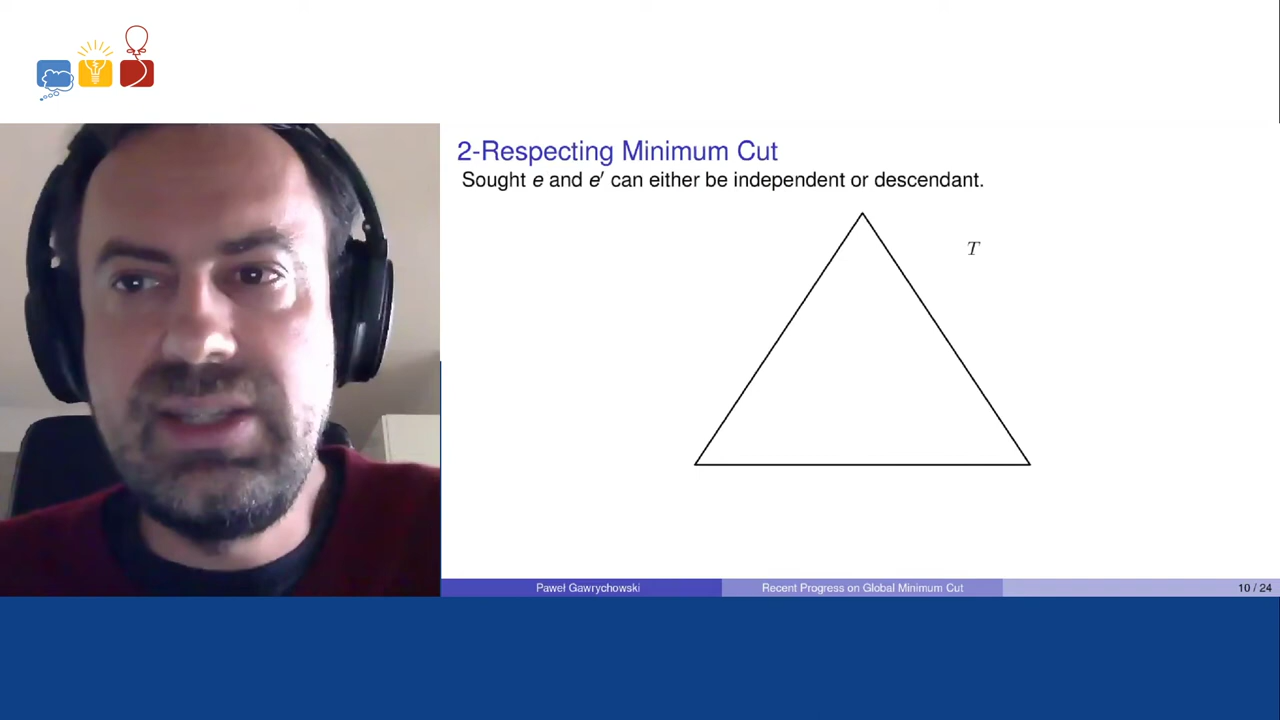 2-Respecting Minimum Cut
Sought e and e′ can either be independent or descendant.
T
Paweł Gawrychowski
Recent Progress on Global Minimum Cut
10 / 24